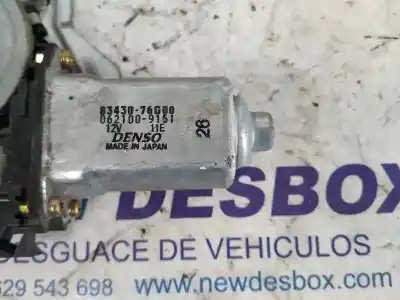 83430-76G00
062100-9151
12V 11E
DENSO
MADE IN JAPAN
26
DESBOX
DESGUACE DE VEHICULOS
629 543 698 www.newdesbox.com